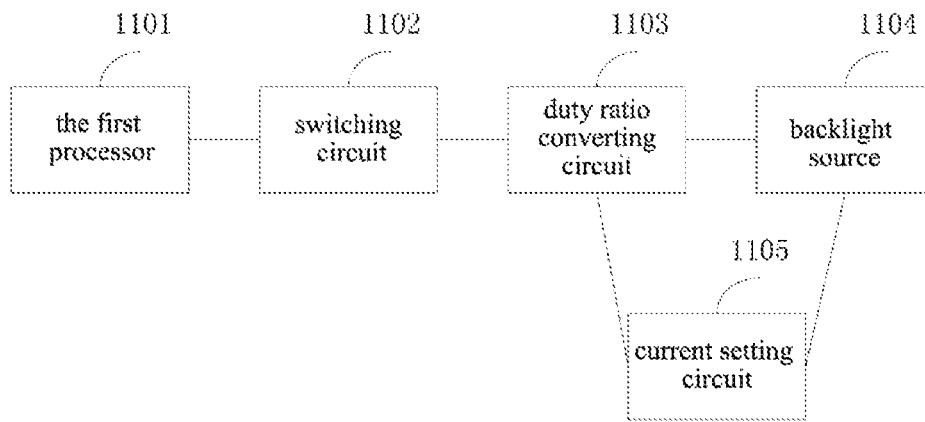 1101
1102
1103
1104
the first
processor
switching
circuit
duty ratio
converting
circuit
backlight
source
1105
current setting
circuit